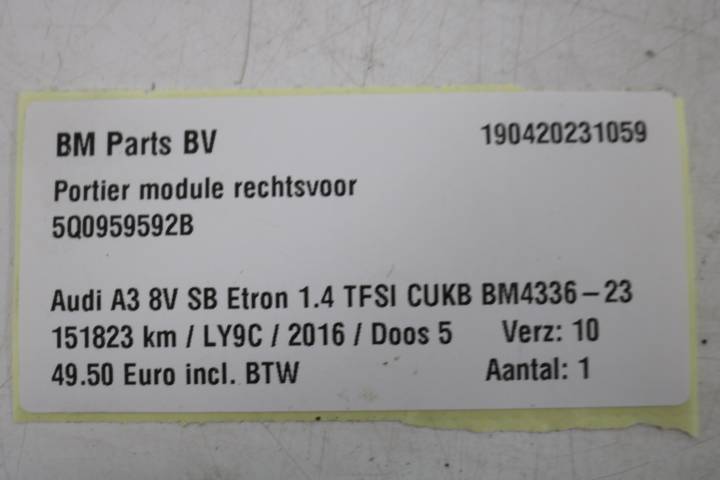 BM Parts BV 190420231059
Portier module rechtsvoor
5Q0959592B
Audi A3 8V SB Etron 1.4 TFSI CUKB BM4336-23
151823 km / LY9C / 2016 / Doos 5 Verz: 10
49.50 Euro incl. BTW Aantal: 1